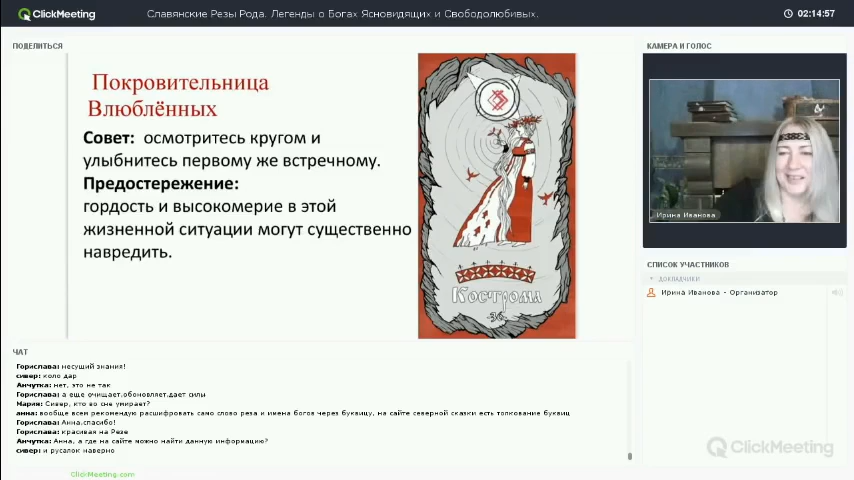 ClickMeeting
Славянские Резы Рода. Легенды о Богах Ясновидящих и Свободолюбивых.
02:14:57
ПОДЕЛИТЬСЯ
Покровительница
Влюблённых
Совет: осмотритесь кругом и
улыбнитесь первому же встречному.
Предостережение:
гордость и высокомерие в этой
жизненной ситуации могут существенно
навредить.
Кострома
36
КАМЕРА И ГОЛОС
Ирина Иванова
СПИСОК УЧАСТНИКОВ
ДОКЛАДЧИКИ
Ирина Иванова - Организатор
ЧАТ
Горислава: несущий знания!
сивер: коло дар
Анчутка: нет, это не так
Горислава: а еще очищает,обоновляет,дает силы
Мария: Сивер, кто во сне умирает?
анна: вообще всем рекомендую расшифровать само слово реза и имена богов через буквицу, на сайте северной сказки есть толкование буквиц
Горислава: Анна,спасибо!
Горислава: красивая на Резе
Анчутка: Анна, а где на сайте можно найти данную информацию?
сивер: и русалок наверно
ClickMeeting
ClickMeeting.com